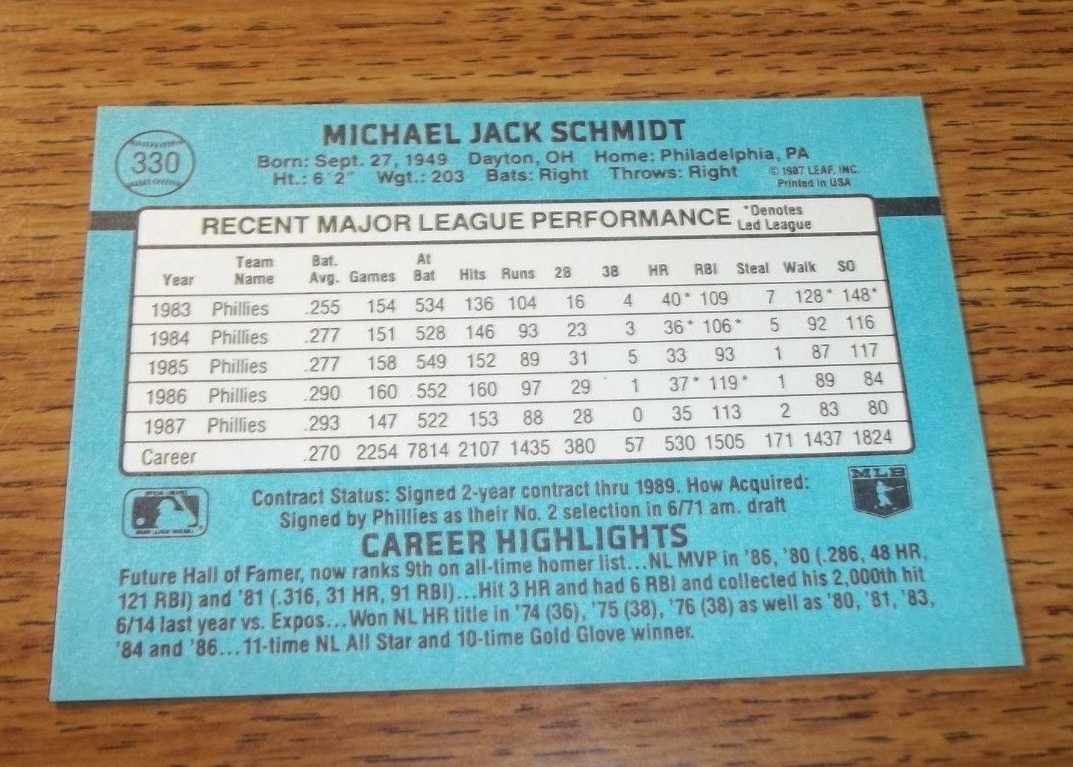 330
MICHAEL JACK SCHMIDT
Born: Sept. 27, 1949 Dayton, OH Home: Philadelphia, PA
Ht.: 6'2" Wgt.: 203 Bats: Right Throws: Right
© 1987 LEAF, INC.
Printed in USA
RECENT MAJOR LEAGUE PERFORMANCE *Denotes
Led League
Year Team Name Bat. Avg. Games At Bat Hits Runs 2B 3B HR RBI Steal Walk SO
1983 Phillies .255 154 534 136 104 16 4 40* 109 7 128* 148*
1984 Phillies .277 151 528 146 93 23 3 36* 106* 5 92 116
1985 Phillies .277 158 549 152 89 31 5 33 93 1 87 117
1986 Phillies .290 160 552 160 97 29 1 37* 119* 1 89 84
1987 Phillies .293 147 522 153 88 28 0 35 113 2 83 80
Career .270 2254 7814 2107 1435 380 57 530 1505 171 1437 1824
MLB
Contract Status: Signed 2-year contract thru 1989. How Acquired:
Signed by Phillies as their No. 2 selection in 6/71 am. draft
CAREER HIGHLIGHTS
Future Hall of Famer, now ranks 9th on all-time homer list...NL MVP in '86, '80 (.286, 48 HR,
121 RBI) and '81 (.316, 31 HR, 91 RBI)...Hit 3 HR and had 6 RBI and collected his 2,000th hit
6/14 last year vs. Expos...Won NL HR title in '74 (36), '75 (38), '76 (38) as well as '80, '81, '83,
'84 and '86...11-time NL All Star and 10-time Gold Glove winner.